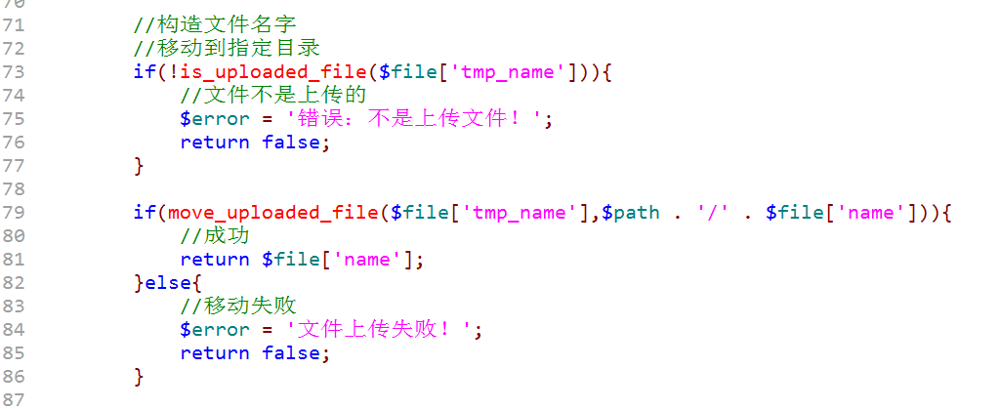 70
71 //构造文件名字
72 //移动到指定目录
73 if(!is_uploaded_file($file['tmp_name'])){
74 //文件不是上传的
75 $error = '错误：不是上传文件！';
76 return false;
77 }
78
79 if(move_uploaded_file($file['tmp_name'],$path . '/' . $file['name'])){
80 //成功
81 return $file['name'];
82 }else{
83 //移动失败
84 $error = '文件上传失败！';
85 return false;
86 }
87